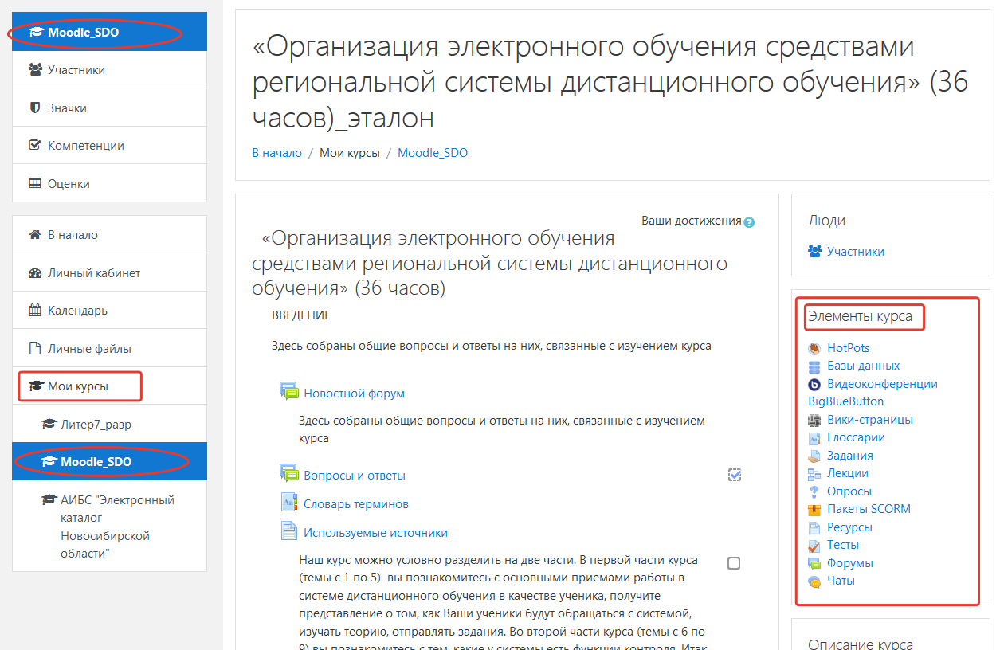 Moodle_SDO
Участники
Значки
Компетенции
Оценки
В начало
Личный кабинет
Календарь
Личные файлы
Мои курсы
Литер7_разр
Moodle_SDO
АИБС "Электронный
каталог
Новосибирской
области"
«Организация электронного обучения средствами
региональной системы дистанционного обучения» (36
часов)_эталон
В начало / Мои курсы / Moodle_SDO
Ваши достижения
«Организация электронного обучения
средствами региональной системы дистанционного
обучения» (36 часов)
ВВЕДЕНИЕ
Здесь собраны общие вопросы и ответы на них, связанные с изучением курса
Новостной форум
Здесь собраны общие вопросы и ответы на них, связанные с изучением
курса
Вопросы и ответы
Словарь терминов
Используемые источники
Наш курс можно условно разделить на две части. В первой части курса
(темы с 1 по 5) вы познакомитесь с основными приемами работы в
системе дистанционного обучения в качестве ученика, получите
представление о том, как Ваши ученики будут обращаться с системой,
изучать теорию, отправлять задания. Во второй части курса (темы с 6 по
9) вы познакомитесь с тем, какие у системы есть функции контроля. Итак
Люди
Участники
Элементы курса
HotPots
Базы данных
Видеоконференции
BigBlueButton
Вики-страницы
Глоссарии
Задания
Лекции
Опросы
Пакеты SCORM
Ресурсы
Тесты
Форумы
Чаты
Описание курса